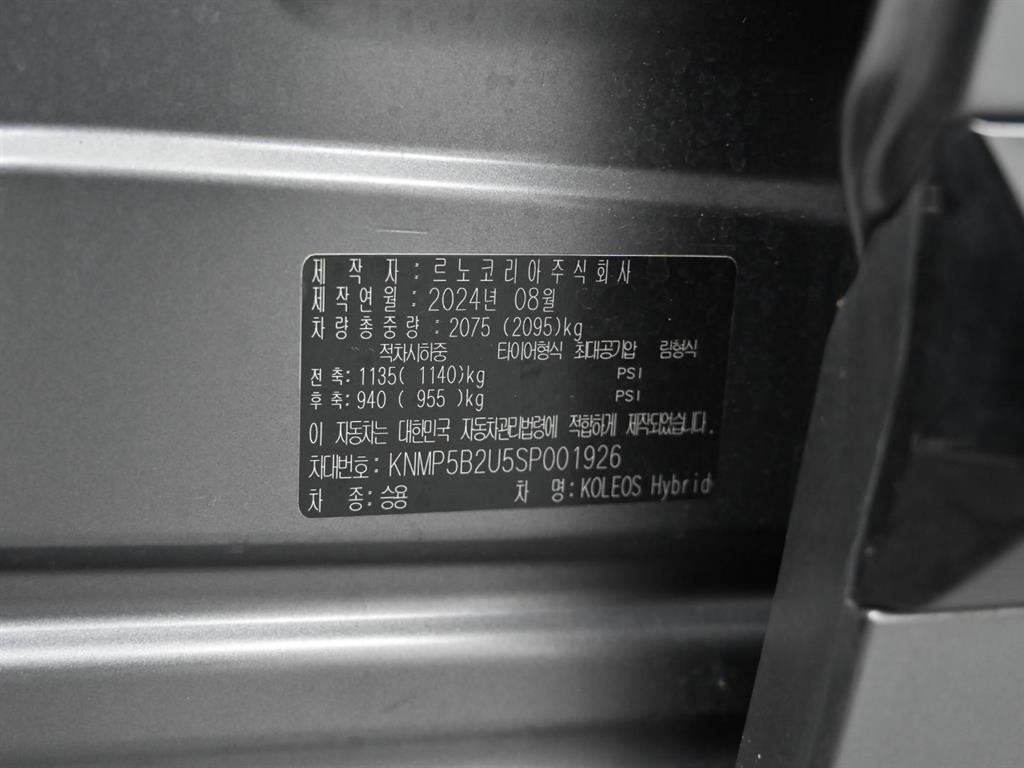 제 작 자 : 르노코리아주식회사
제작연월 : 2024년 08월
차량총중량 : 2075 (2095)kg
적차시하중 타이어형식 최대공기압 림형식
전축: 1135( 1140)kg PSI
후축: 940 ( 955 )kg PSI
이 자동차는 대한민국 자동차관리법령에 적합하게 제작되었습니다.
차대번호: KNMP5B2U5SP001926
차 종: 승용 차 명: KOLEOS Hybrid